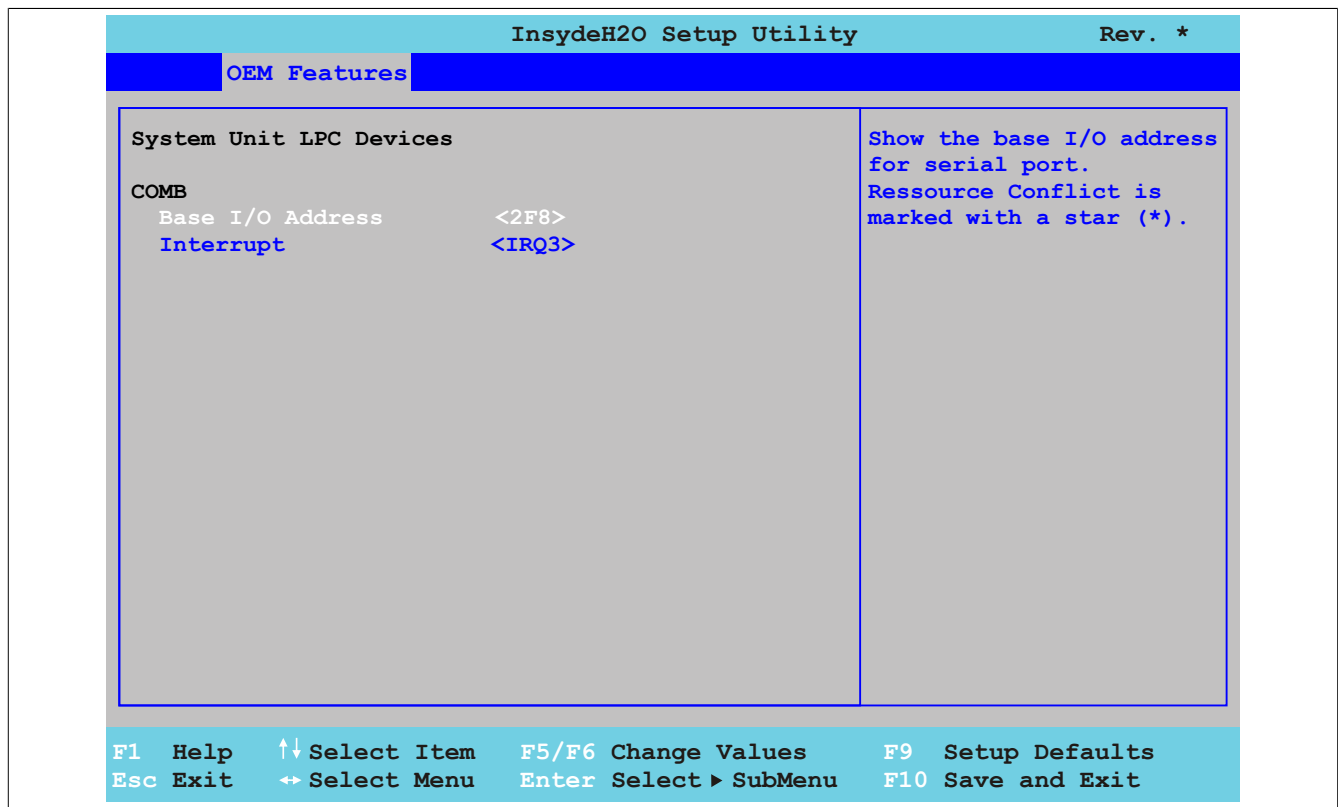 InsydeH2O Setup Utility Rev. *
OEM Features
System Unit LPC Devices
COMB
Base I/O Address <2F8>
Interrupt <IRQ3>
Show the base I/O address
for serial port.
Ressource Conflict is
marked with a star (*).
F1 Help ↑↓ Select Item F5/F6 Change Values F9 Setup Defaults
Esc Exit ↔ Select Menu Enter Select ▶ SubMenu F10 Save and Exit